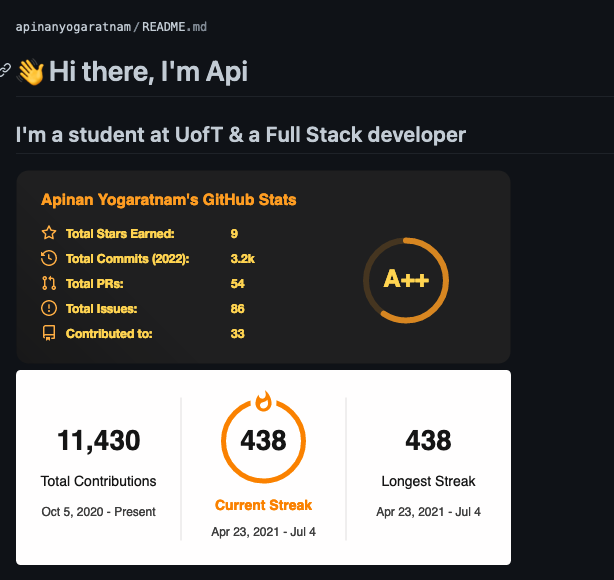 apinanyogaratnam/README.md
👋 Hi there, I'm Api
I'm a student at UofT & a Full Stack developer
Apinan Yogaratnam's GitHub Stats
Total Stars Earned: 9
Total Commits (2022): 3.2k
Total PRs: 54
Total Issues: 86
Contributed to: 33
A++
11,430
Total Contributions
Oct 5, 2020 - Present
438
Current Streak
Apr 23, 2021 - Jul 4
438
Longest Streak
Apr 23, 2021 - Jul 4